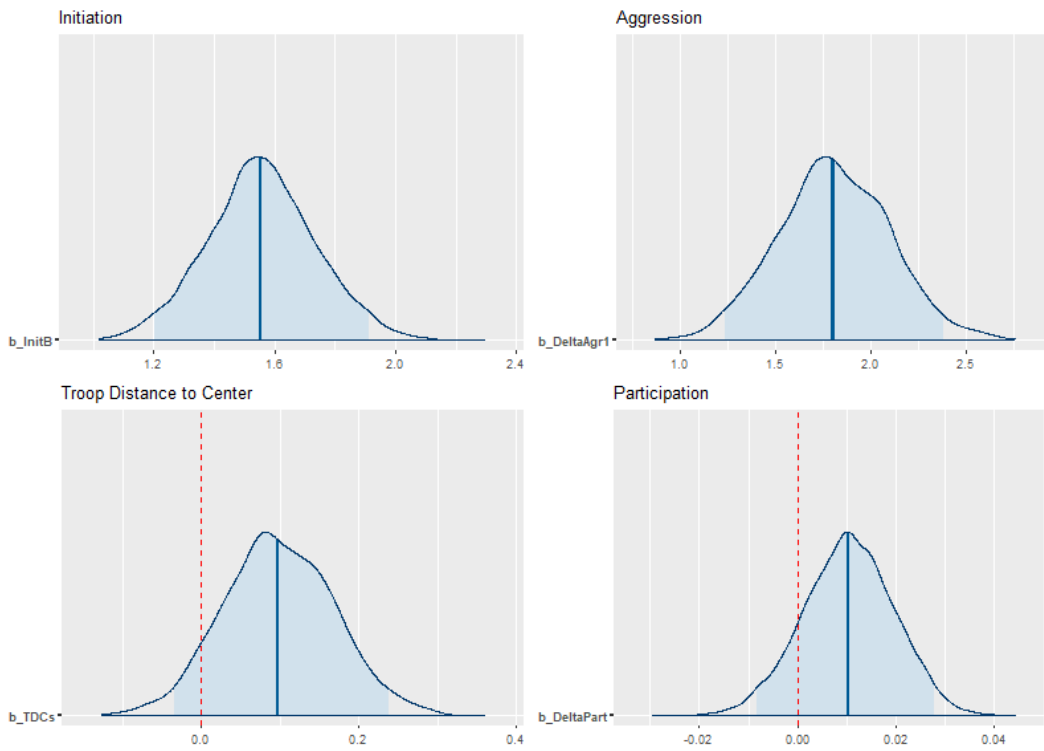 Initiation
b_InitB
1.2 1.6 2.0 2.4
Aggression
b_DeltaAgr1
1.0 1.5 2.0 2.5
Troop Distance to Center
b_TDCs
0.0 0.2 0.4
Participation
b_DeltaPart
-0.02 0.00 0.02 0.04